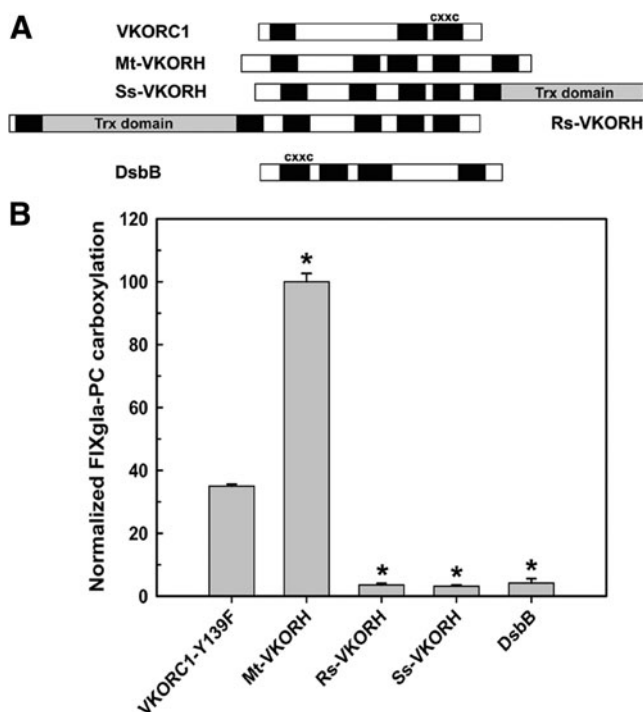 A
cxxc
VKORC1
Mt-VKORH
Ss-VKORH
Trx domain
Trx domain
Rs-VKORH
cxxc
DsbB
B
Normalized FIXgla-PC carboxylation
120
100
80
60
40
20
0
*
*
*
*
VKORC1-Y139F
Mt-VKORH
Rs-VKORH
Ss-VKORH
DsbB